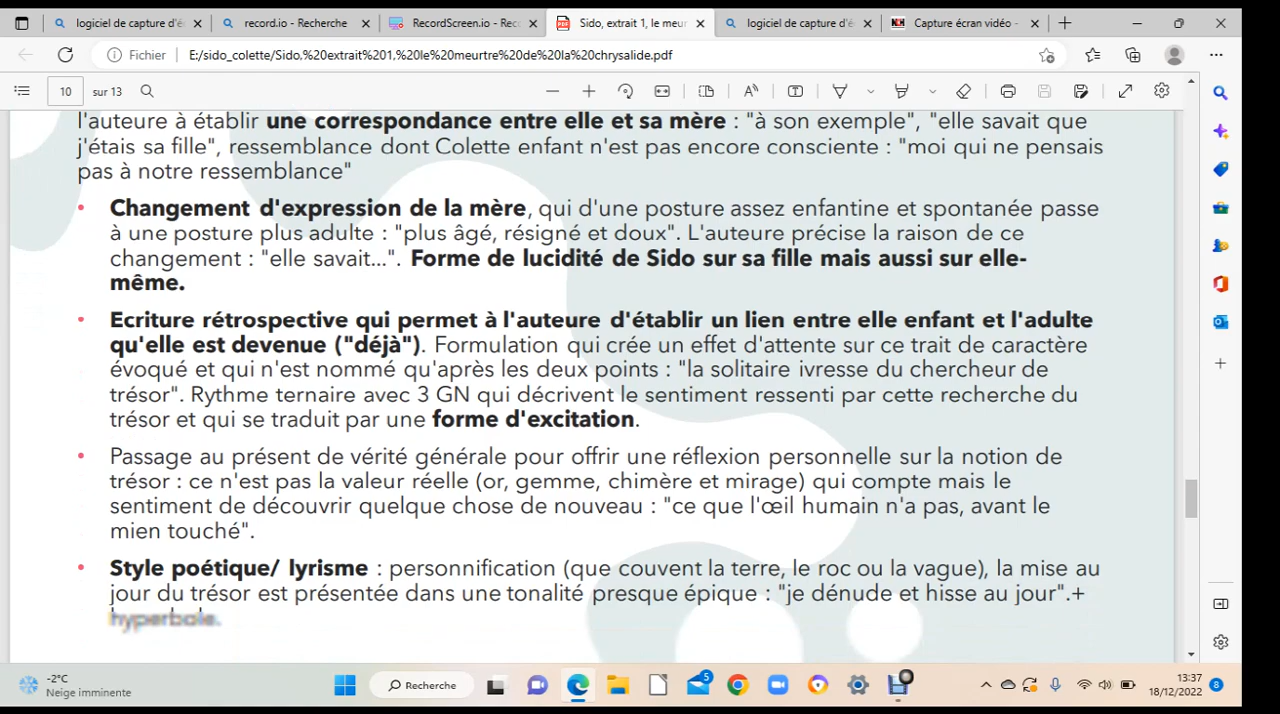 logiciel de capture d'é
record.io - Recherche
RecordScreen.io - Rec
Sido, extrait 1, le meur
logiciel de capture d'é
Capture écran vidéo -
Fichier
E:/sido_colette/Sido,%20extrait%201,%20le%20meurtre%20de%20la%20chrysalide.pdf
10 sur 13
l'auteure à établir une correspondance entre elle et sa mère : "à son exemple", "elle savait que
j'étais sa fille", ressemblance dont Colette enfant n'est pas encore consciente : "moi qui ne pensais
pas à notre ressemblance"
• Changement d'expression de la mère, qui d'une posture assez enfantine et spontanée passe
à une posture plus adulte : "plus âgé, résigné et doux". L'auteure précise la raison de ce
changement : "elle savait...". Forme de lucidité de Sido sur sa fille mais aussi sur elle-
même.
• Ecriture rétrospective qui permet à l'auteure d'établir un lien entre elle enfant et l'adulte
qu'elle est devenue ("déjà"). Formulation qui crée un effet d'attente sur ce trait de caractère
évoqué et qui n'est nommé qu'après les deux points : "la solitaire ivresse du chercheur de
trésor". Rythme ternaire avec 3 GN qui décrivent le sentiment ressenti par cette recherche du
trésor et qui se traduit par une forme d'excitation.
• Passage au présent de vérité générale pour offrir une réflexion personnelle sur la notion de
trésor : ce n'est pas la valeur réelle (or, gemme, chimère et mirage) qui compte mais le
sentiment de découvrir quelque chose de nouveau : "ce que l'œil humain n'a pas, avant le
mien touché".
• Style poétique/ lyrisme : personnification (que couvent la terre, le roc ou la vague), la mise au
jour du trésor est présentée dans une tonalité presque épique : "je dénude et hisse au jour".+
hyperbole.
-2°C
Neige imminente
Recherche
5
13:37
18/12/2022
8